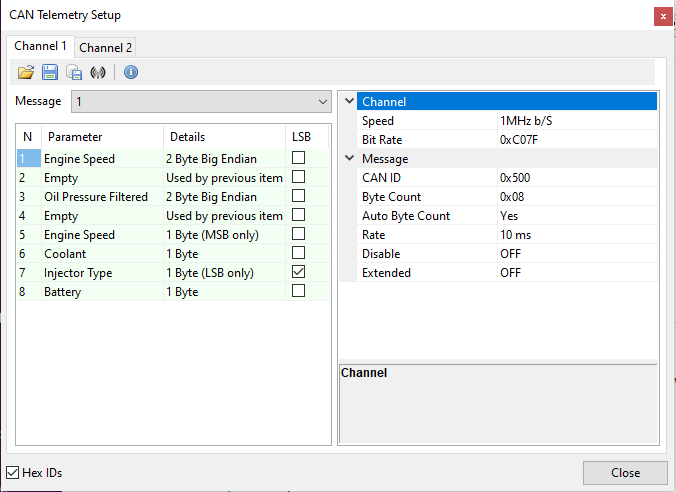 CAN Telemetry Setup
x
Channel 1 Channel 2
Message 1
N Parameter Details LSB
1 Engine Speed 2 Byte Big Endian
2 Empty Used by previous item
3 Oil Pressure Filtered 2 Byte Big Endian
4 Empty Used by previous item
5 Engine Speed 1 Byte (MSB only)
6 Coolant 1 Byte
7 Injector Type 1 Byte (LSB only)
8 Battery 1 Byte
Channel
Speed 1MHz b/S
Bit Rate 0xC07F
Message
CAN ID 0x500
Byte Count 0x08
Auto Byte Count Yes
Rate 10 ms
Disable OFF
Extended OFF
Channel
Hex IDs
Close